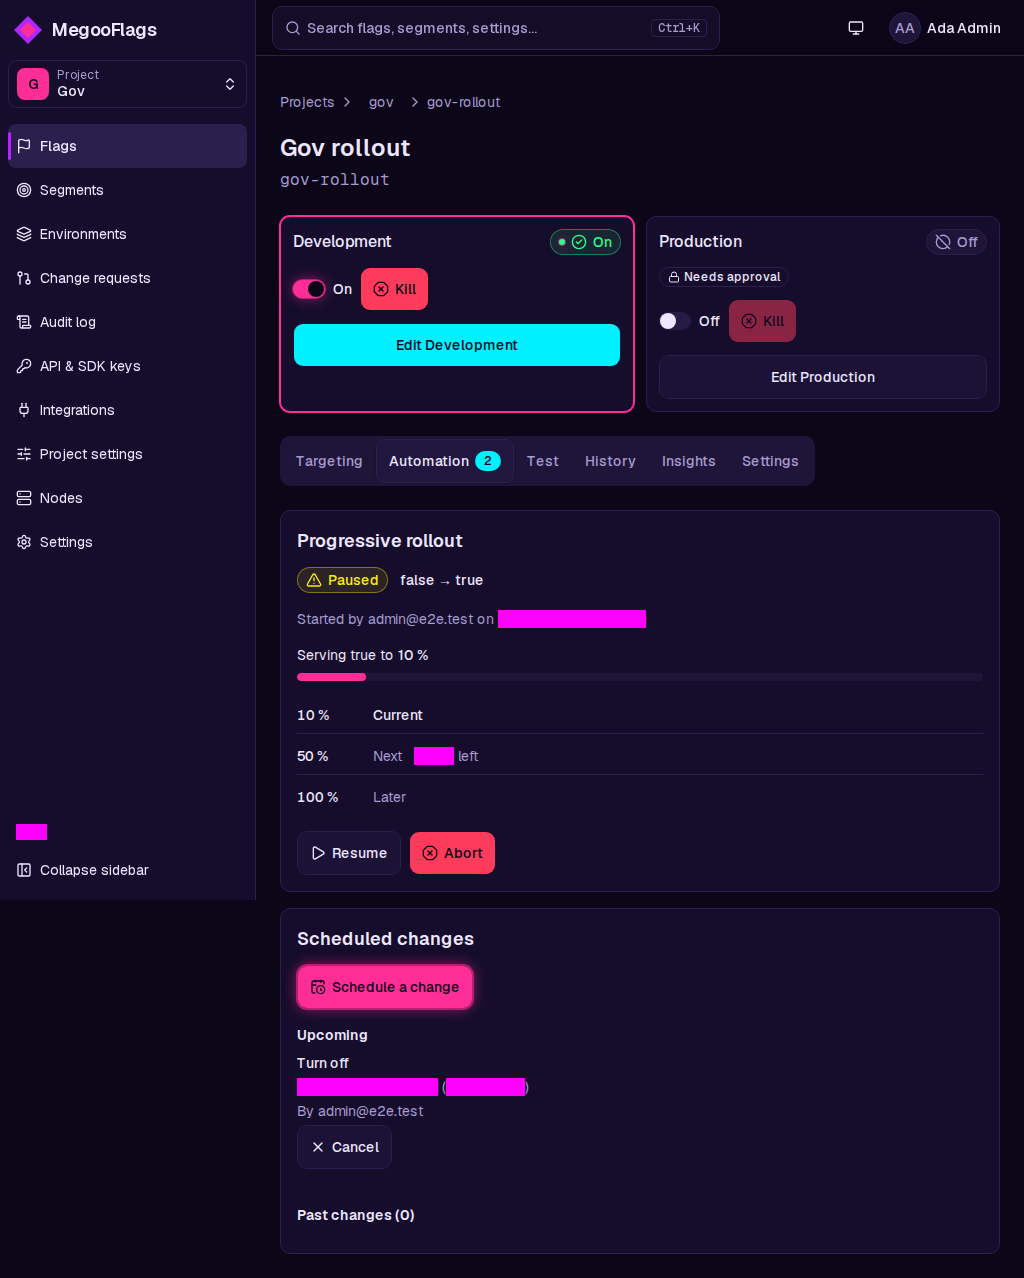 MegooFlags
Search flags, segments, settings...
Ctrl+K
AA
Ada Admin
G
Project
Gov
Flags
Segments
Environments
Change requests
Audit log
API & SDK keys
Integrations
Project settings
Nodes
Settings
Collapse sidebar
Projects > gov > gov-rollout
Gov rollout
gov-rollout
Development
On
On
Kill
Edit Development
Production
Off
Needs approval
Off
Kill
Edit Production
Targeting
Automation 2
Test
History
Insights
Settings
Progressive rollout
Paused
false → true
Started by admin@e2e.test on
Serving true to 10 %
10 % Current
50 % Next left
100 % Later
Resume
Abort
Scheduled changes
Schedule a change
Upcoming
Turn off
( )
By admin@e2e.test
Cancel
Past changes (0)